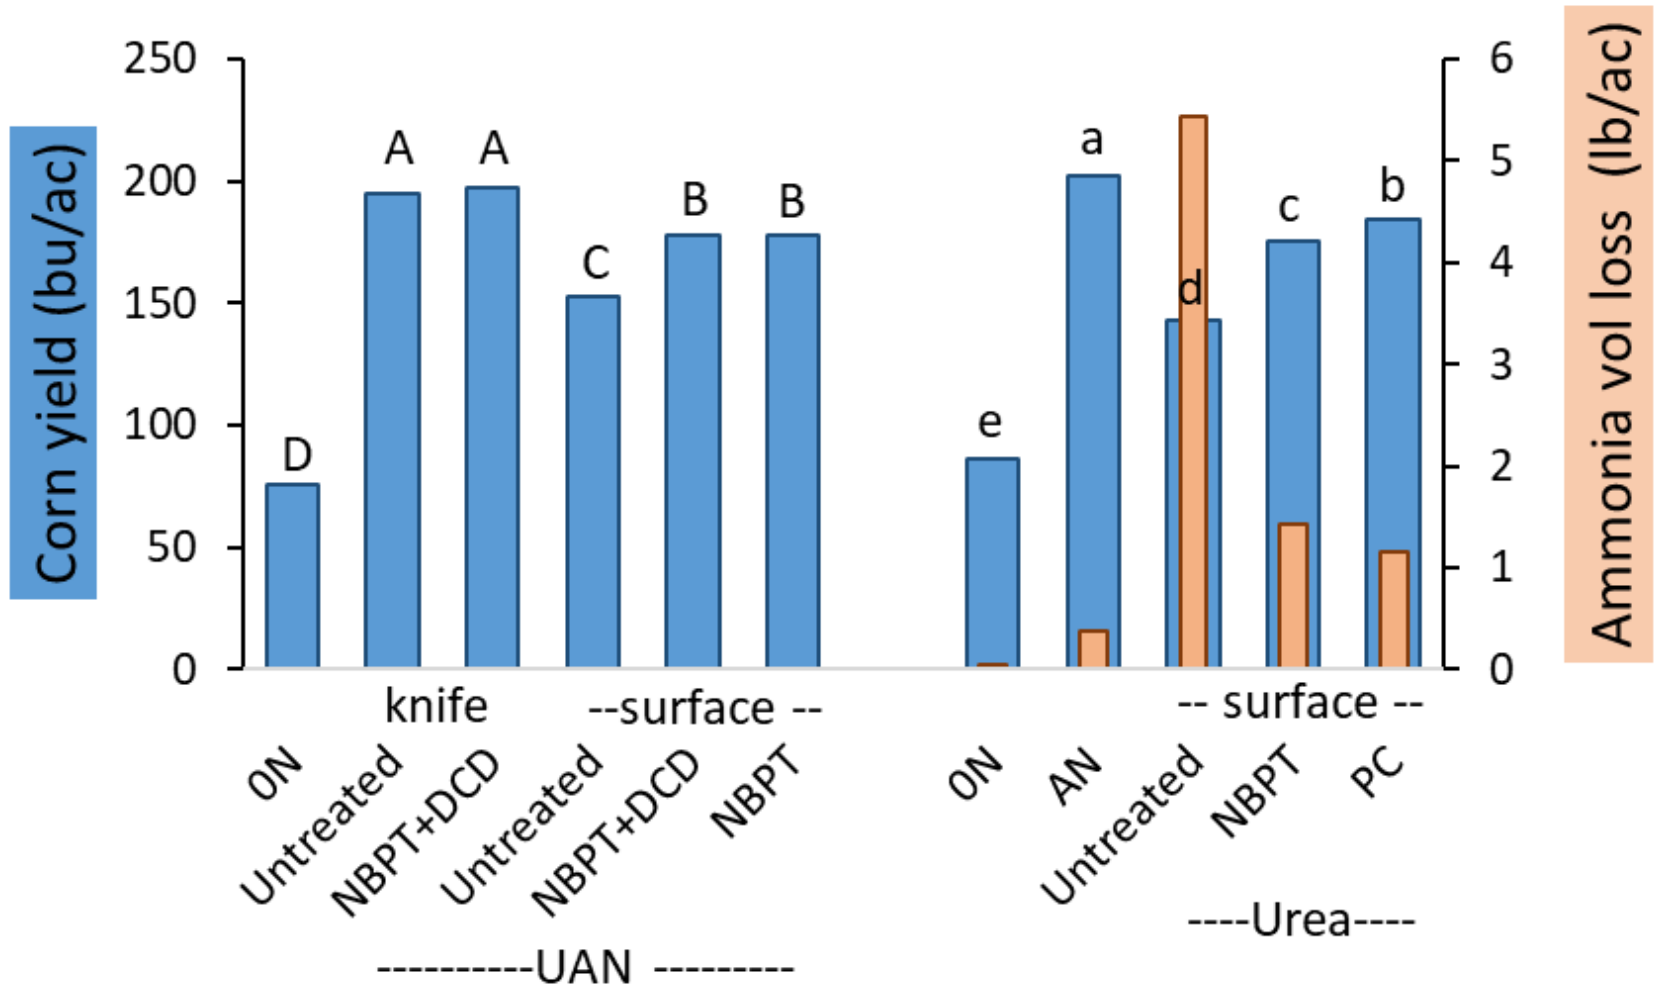 Corn yield (bu/ac)
250
200
150
100
50
0
D
A
A
C
B
B
e
a
d
c
b
6
5
4
3
2
1
0
Ammonia vol loss (lb/ac)
knife
--surface --
-- surface --
0N
Untreated
NBPT+DCD
Untreated
NBPT+DCD
NBPT
0N
AN
Untreated
NBPT
PC
----Urea----
----------UAN ---------